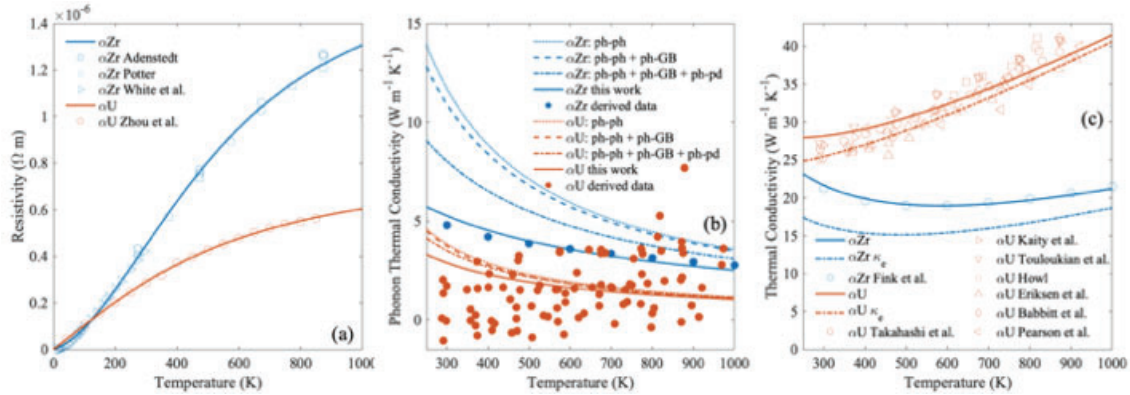 ×10⁻⁶
1.4
1.2
1
0.8
0.6
0.4
0.2
0
0 200 400 600 800 1000
Resistivity (Ω m)
Temperature (K)
αZr
αZr Adenstedt
αZr Potter
αZr White et al.
αU
αU Zhou et al.
(a)
15
10
5
0
300 400 500 600 700 800 900 1000
Phonon Thermal Conductivity (W m⁻¹ K⁻¹)
Temperature (K)
αZr: ph-ph
αZr: ph-ph + ph-GB
αZr: ph-ph + ph-GB + ph-pd
αZr this work
αZr derived data
αU: ph-ph
αU: ph-ph + ph-GB
αU: ph-ph + ph-GB + ph-pd
αU this work
αU derived data
(b)
40
35
30
25
20
15
10
5
0
300 400 500 600 700 800 900 1000
Thermal Conductivity (W m⁻¹ K⁻¹)
Temperature (K)
(c)
αZr
αZr κₑ
αZr Fink et al.
αU
αU κₑ
αU Takahashi et al.
αU Kaity et al.
αU Touloukian et al.
αU Howl
αU Eriksen et al.
αU Babbitt et al.
αU Pearson et al.